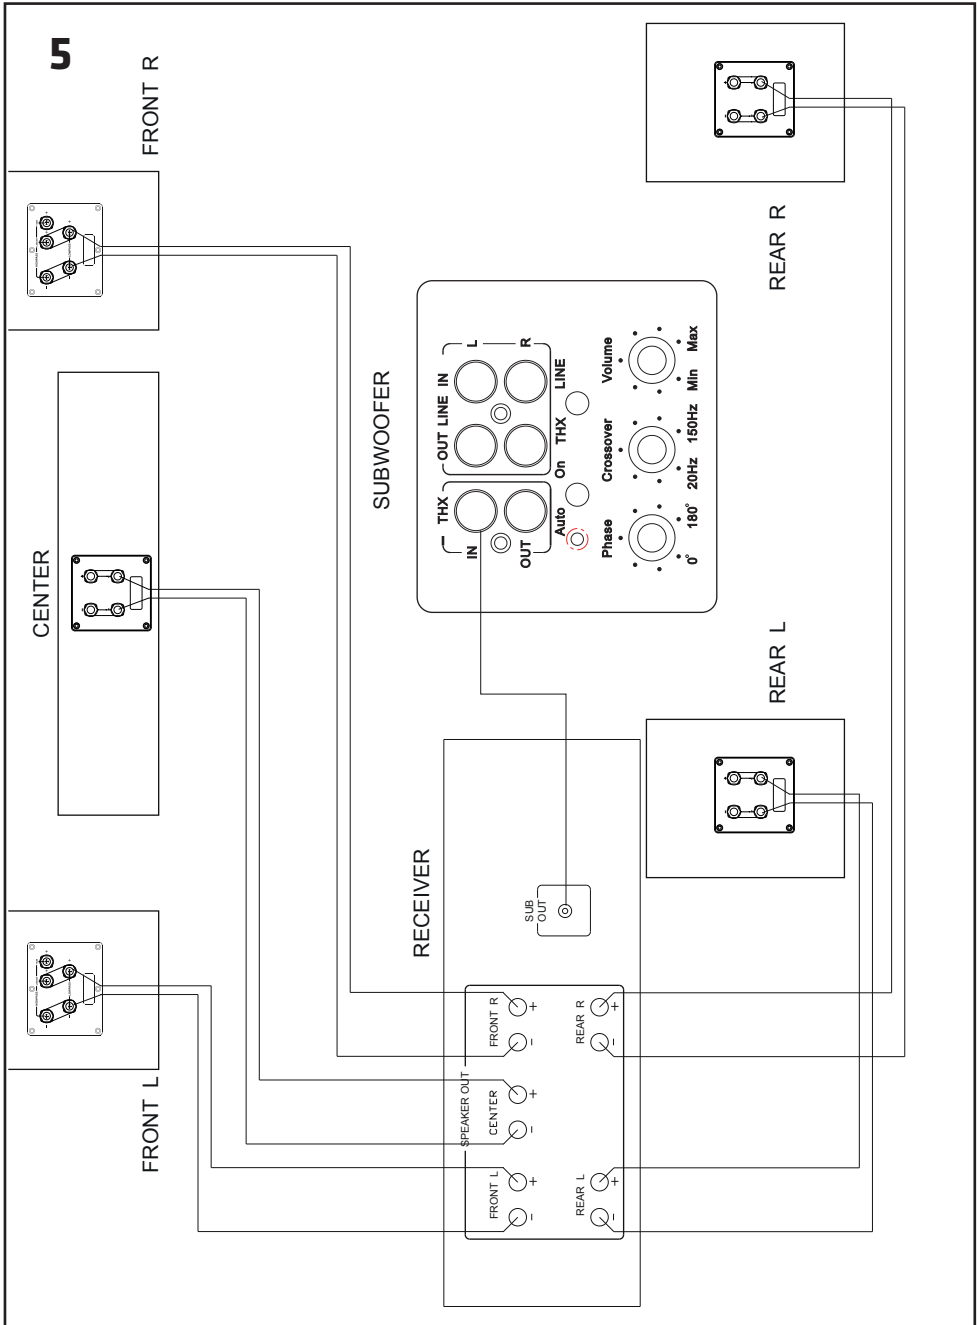 5
FRONT L
CENTER
FRONT R
RECEIVER
SPEAKER OUT
FRONT L
CENTER
FRONT R
- + - + - +
REAR L
REAR R
- + - +
SUB
OUT
SUBWOOFER
THX
IN
OUT
OUT LINE IN
L
R
Auto On
THX LINE
Phase
0° 180°
Crossover
20Hz 150Hz
Volume
Min Max
REAR L
REAR R